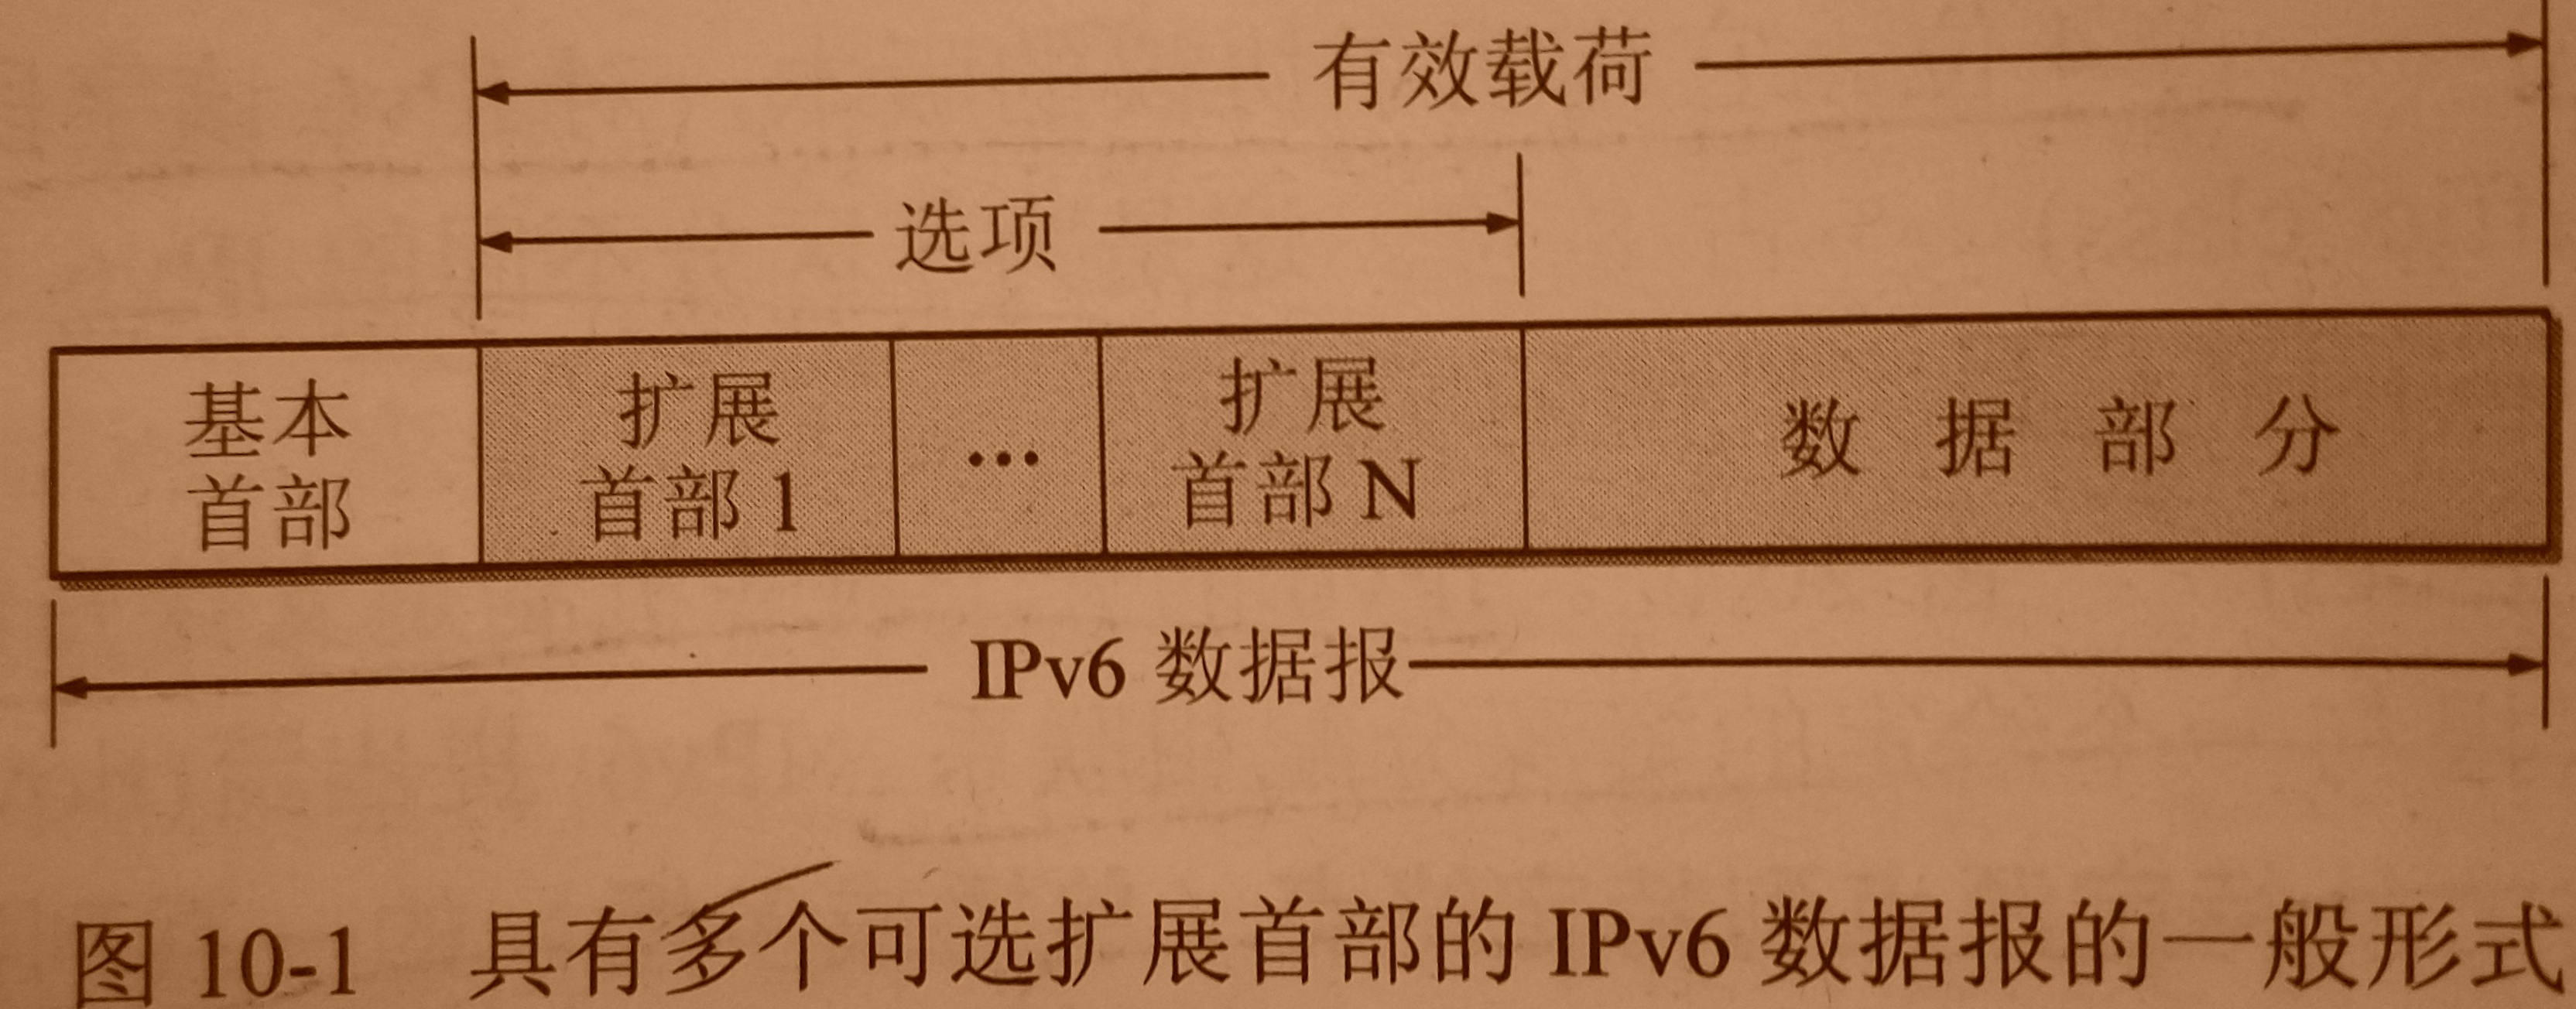 有效载荷
选项
基本
首部
扩展
首部 1
...
扩展
首部 N
数据部分
IPv6 数据报
图 10-1 具有多个可选扩展首部的 IPv6 数据报的一般形式